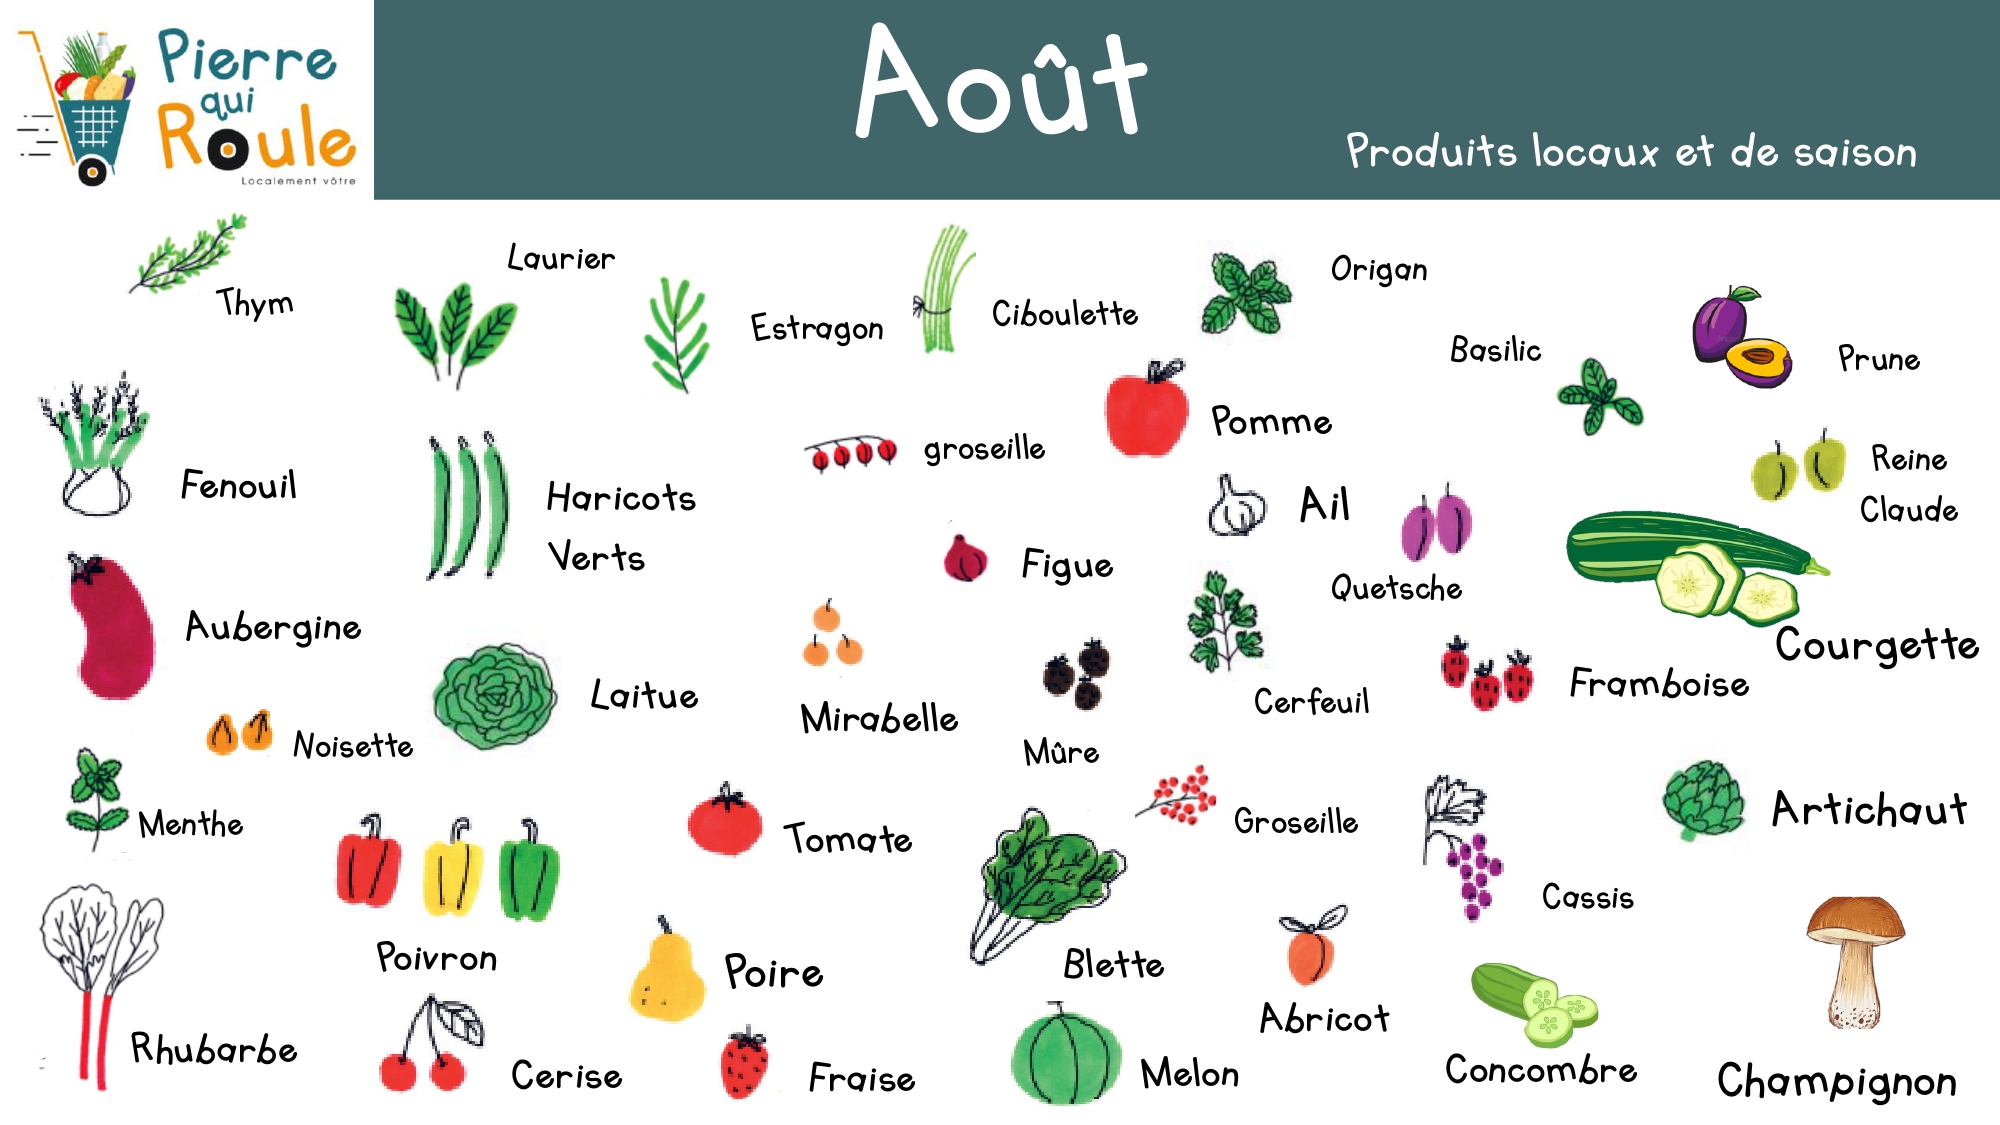 Pierre
qui
Roule
Localement vôtre
Août
Produits locaux et de saison
Thym
Laurier
Estragon
Ciboulette
Origan
Basilic
Prune
Fenouil
Haricots
Verts
groseille
Pomme
Ail
Quetsche
Reine
Claude
Aubergine
Figue
Courgette
Laitue
Mirabelle
Mûre
Cerfeuil
Framboise
Noisette
Menthe
Tomate
Groseille
Artichaut
Poivron
Poire
Blette
Cassis
Abricot
Rhubarbe
Cerise
Fraise
Melon
Concombre
Champignon